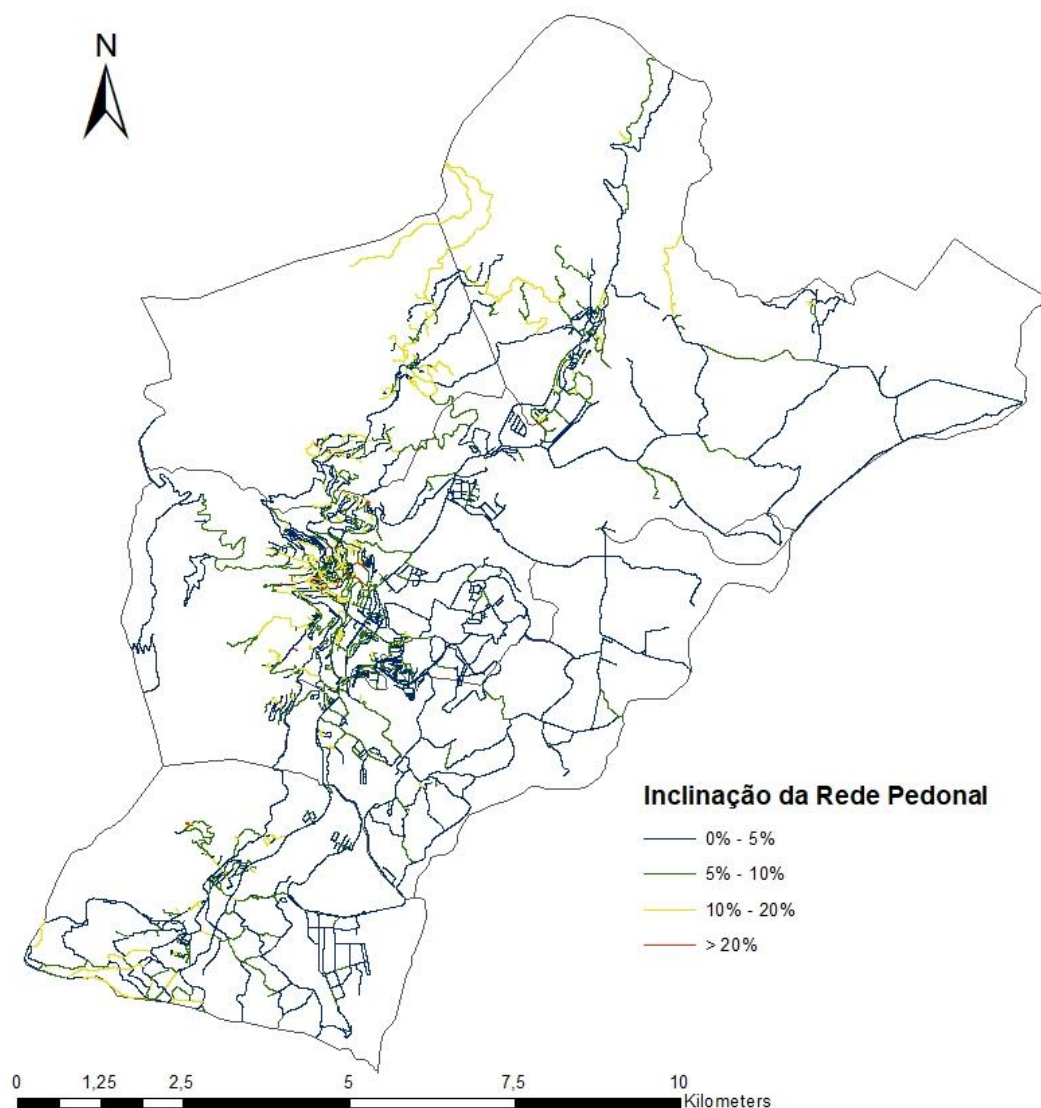 N
Inclinação da Rede Pedonal
0% - 5%
5% - 10%
10% - 20%
> 20%
0 1,25 2,5 5 7,5 10
Kilometers